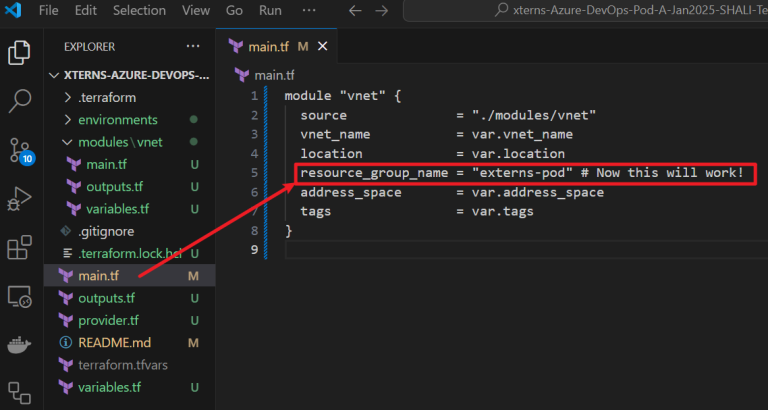 File Edit Selection View Go Run ...
xterns-Azure-DevOps-Pod-A-Jan2025-SHALI-Te
EXPLORER ...
XTERNS-AZURE-DEVOPS-...
.terraform
environments
modules\vnet
main.tf U
outputs.tf U
variables.tf U
.gitignore
.terraform.lock.hcl U
main.tf M
outputs.tf U
provider.tf U
README.md M
terraform.tfvars
variables.tf U
10
main.tf M
main.tf
1 module "vnet" {
2 source = "./modules/vnet"
3 vnet_name = var.vnet_name
4 location = var.location
5 resource_group_name = "externs-pod" # Now this will work!
6 address_space = var.address_space
7 tags = var.tags
8 }
9